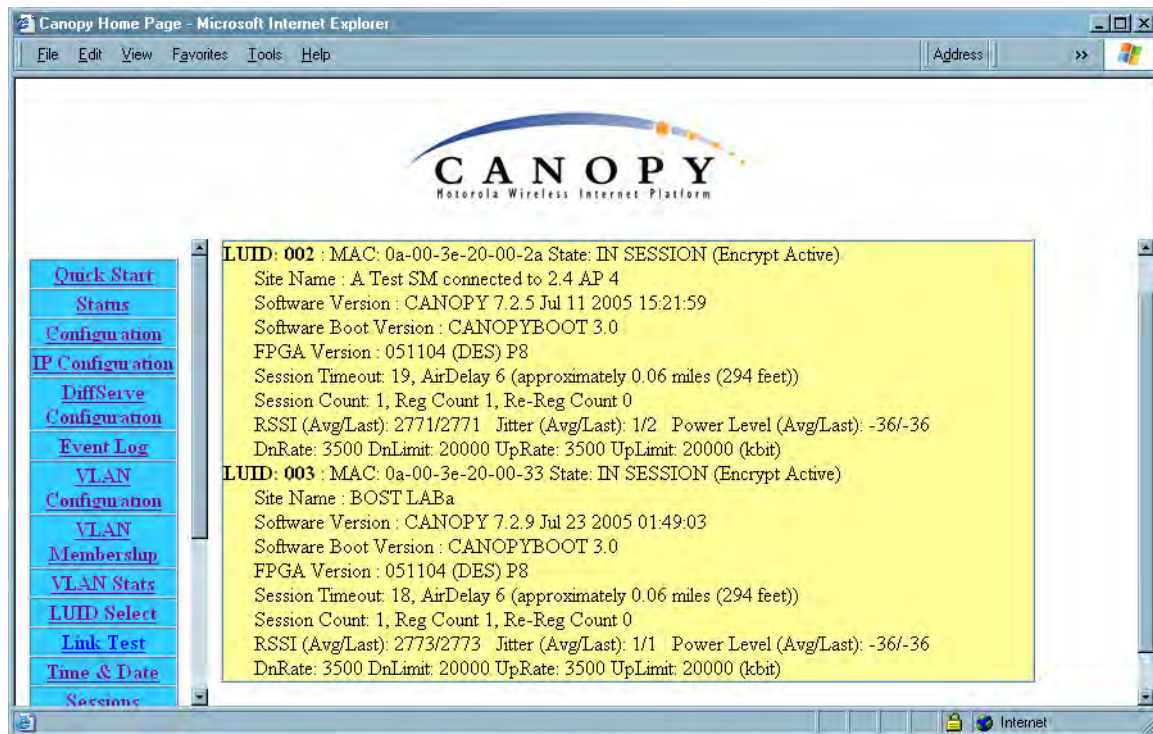 Canopy Home Page - Microsoft Internet Explorer
File Edit View Favorites Tools Help
Address »
CANOPY
Motorola Wireless Internet Platform
Quick Start
Status
Configuration
IP Configuration
DiffServe
Configuration
Event Log
VLAN
Configuration
VLAN
Membership
VLAN Stats
LUID Select
Link Test
Time & Date
Sessions
LUID: 002 : MAC: 0a-00-3e-20-00-2a State: IN SESSION (Encrypt Active)
Site Name : A Test SM connected to 2.4 AP 4
Software Version : CANOPY 7.2.5 Jul 11 2005 15:21:59
Software Boot Version : CANOPYBOOT 3.0
FPGA Version : 051104 (DES) P8
Session Timeout: 19, AirDelay 6 (approximately 0.06 miles (294 feet))
Session Count: 1, Reg Count 1, Re-Reg Count 0
RSSI (Avg/Last): 2771/2771 Jitter (Avg/Last): 1/2 Power Level (Avg/Last): -36/-36
DnRate: 3500 DnLimit: 20000 UpRate: 3500 UpLimit: 20000 (kbit)
LUID: 003 : MAC: 0a-00-3e-20-00-33 State: IN SESSION (Encrypt Active)
Site Name : BOST LABa
Software Version : CANOPY 7.2.9 Jul 23 2005 01:49:03
Software Boot Version : CANOPYBOOT 3.0
FPGA Version : 051104 (DES) P8
Session Timeout: 18, AirDelay 6 (approximately 0.06 miles (294 feet))
Session Count: 1, Reg Count 1, Re-Reg Count 0
RSSI (Avg/Last): 2773/2773 Jitter (Avg/Last): 1/1 Power Level (Avg/Last): -36/-36
DnRate: 3500 DnLimit: 20000 UpRate: 3500 UpLimit: 20000 (kbit)
Internet